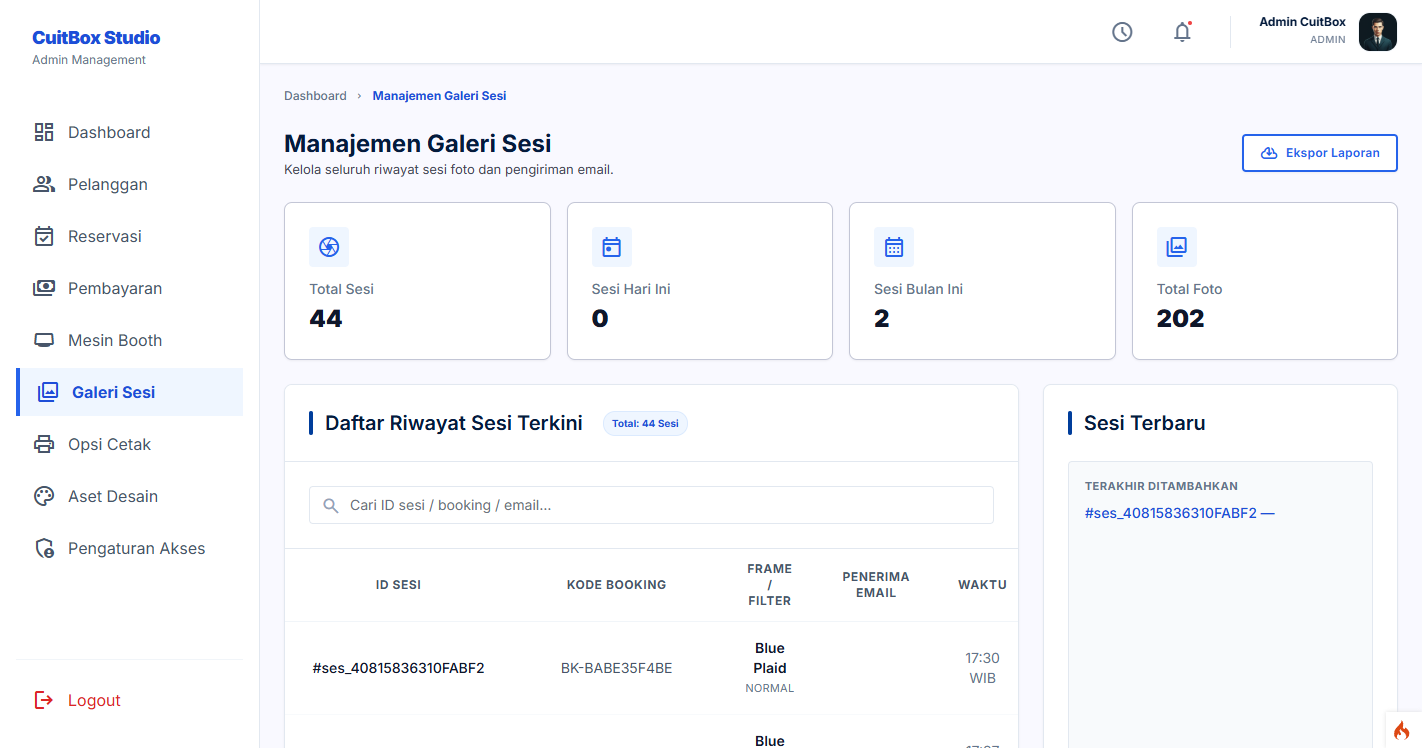 CuitBox Studio
Admin Management
Dashboard
Pelanggan
Reservasi
Pembayaran
Mesin Booth
Galeri Sesi
Opsi Cetak
Aset Desain
Pengaturan Akses
Logout
Admin CuitBox
ADMIN
Dashboard › Manajemen Galeri Sesi
Manajemen Galeri Sesi
Kelola seluruh riwayat sesi foto dan pengiriman email.
Ekspor Laporan
Total Sesi
44
Sesi Hari Ini
0
Sesi Bulan Ini
2
Total Foto
202
Daftar Riwayat Sesi Terkini
Total: 44 Sesi
Cari ID sesi / booking / email...
ID SESI
KODE BOOKING
FRAME
/
FILTER
PENERIMA
EMAIL
WAKTU
#ses_40815836310FABF2
BK-BABE35F4BE
Blue
Plaid
NORMAL
17:30
WIB
Blue
Sesi Terbaru
TERAKHIR DITAMBAHKAN
#ses_40815836310FABF2 —